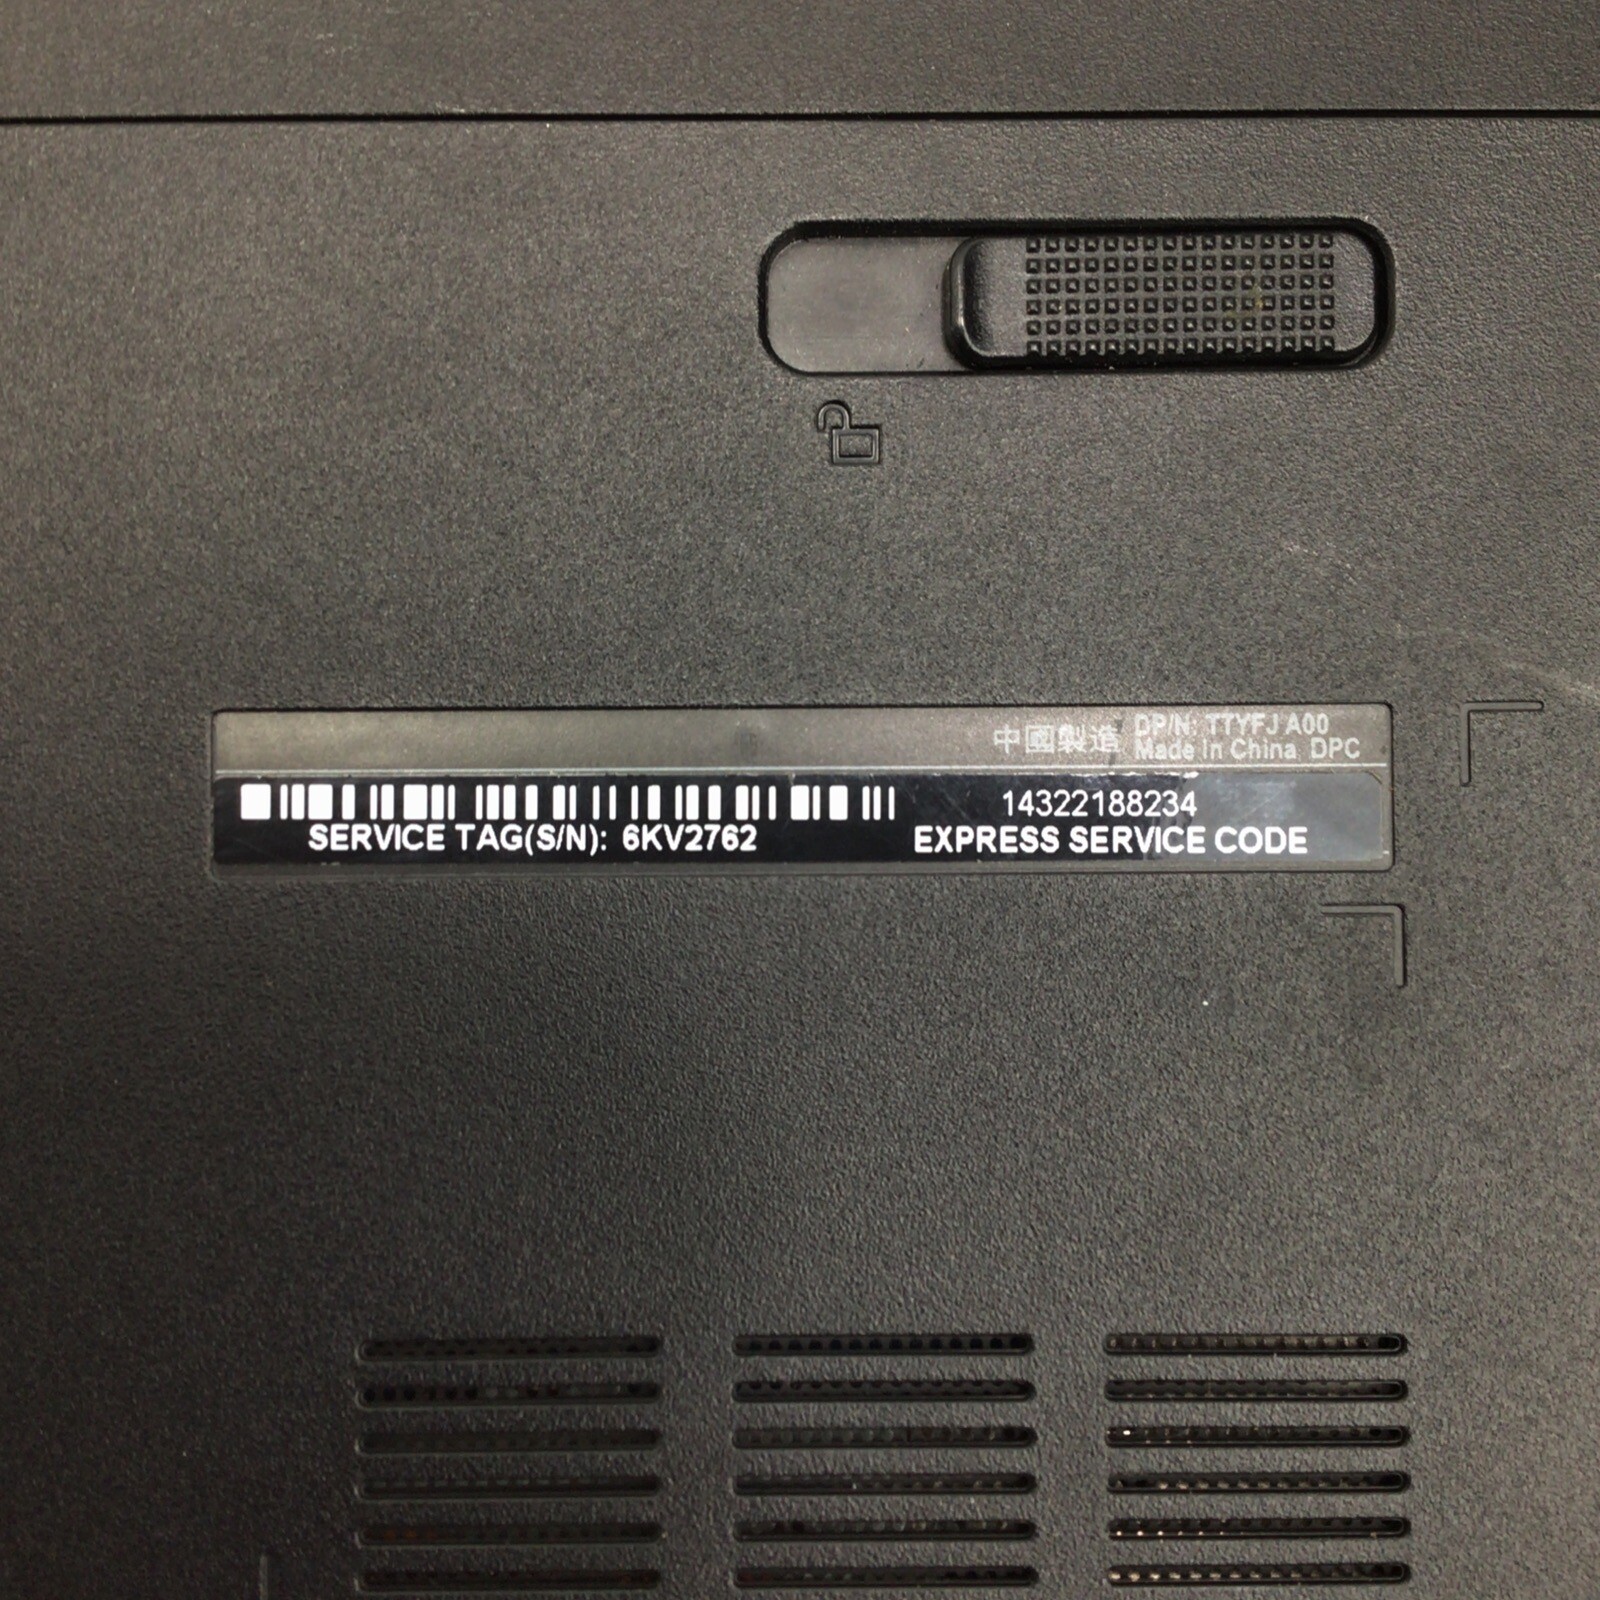 中國製造 DP/N: TTYFJ A00
Made in China DPC
14322188234
SERVICE TAG(S/N): 6KV2762
EXPRESS SERVICE CODE